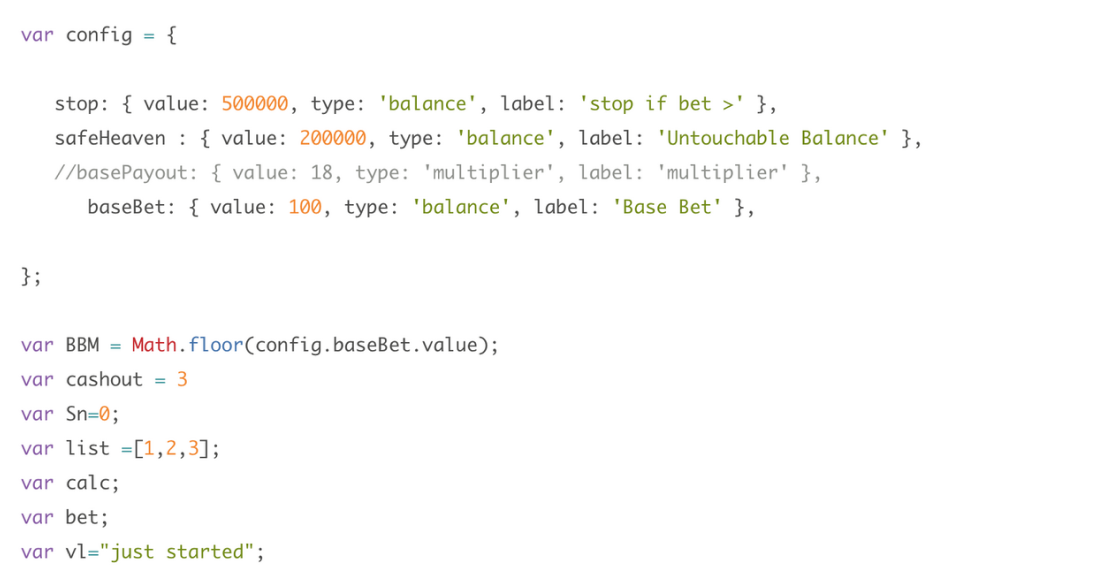 var config = {
stop: { value: 500000, type: 'balance', label: 'stop if bet >' },
safeHeaven : { value: 200000, type: 'balance', label: 'Untouchable Balance' },
//basePayout: { value: 18, type: 'multiplier', label: 'multiplier' },
baseBet: { value: 100, type: 'balance', label: 'Base Bet' },
};
var BBM = Math.floor(config.baseBet.value);
var cashout = 3
var Sn=0;
var list =[1,2,3];
var calc;
var bet;
var vl="just started";